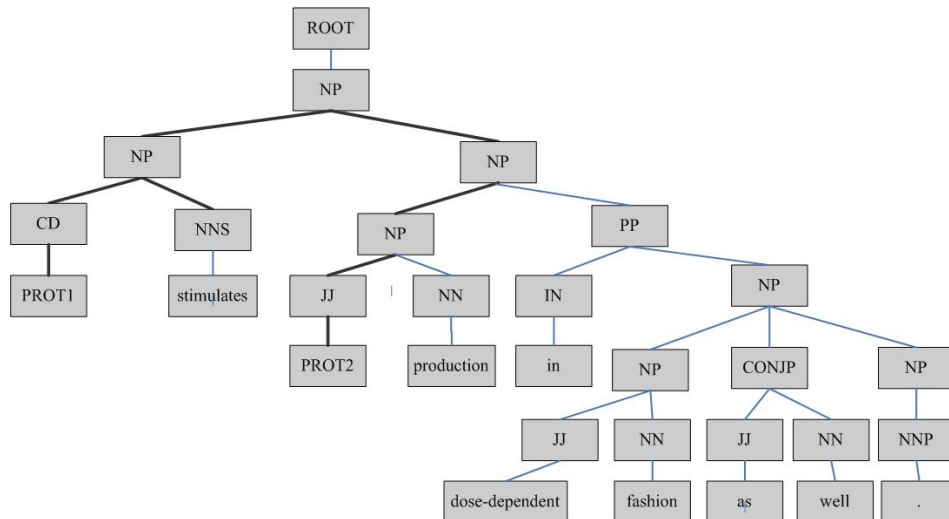 ROOT
NP
NP NP
CD NNS NP PP
PROT1 stimulates JJ NN IN NP
PROT2 production in NP CONJP NP
JJ NN JJ NN NNP
dose-dependent fashion as well .